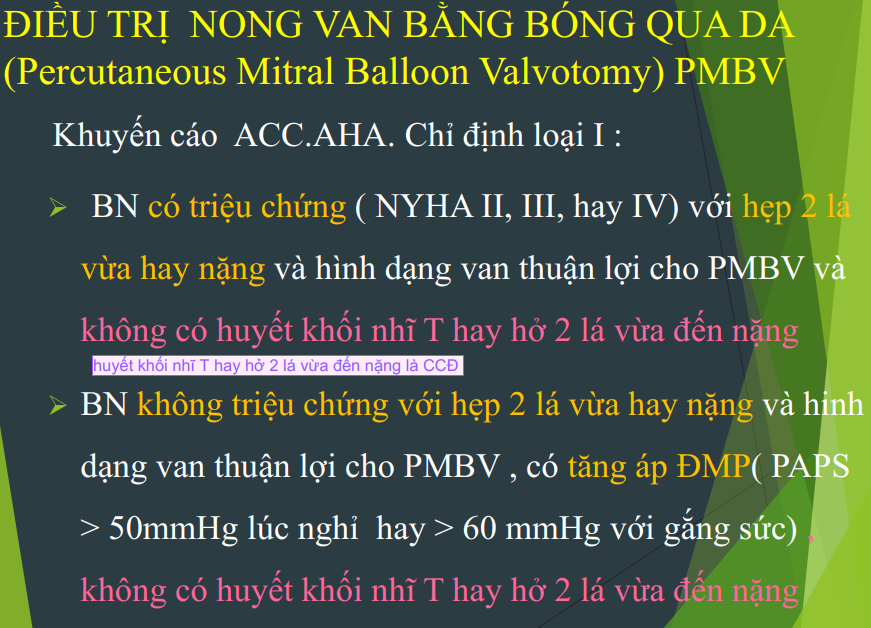 ĐIỀU TRỊ NONG VAN BẰNG BÓNG QUA DA
(Percutaneous Mitral Balloon Valvotomy) PMBV
Khuyến cáo ACC.AHA. Chỉ định loại I :
BN có triệu chứng ( NYHA II, III, hay IV) với hẹp 2 lá
vừa hay nặng và hình dạng van thuận lợi cho PMBV và
không có huyết khối nhĩ T hay hở 2 lá vừa đến nặng
huyết khối nhĩ T hay hở 2 lá vừa đến nặng là CCĐ
BN không triệu chứng với hẹp 2 lá vừa hay nặng và hinh
dạng van thuận lợi cho PMBV , có tăng áp ĐMP( PAPS
> 50mmHg lúc nghỉ hay > 60 mmHg với gắng sức) ,
không có huyết khối nhĩ T hay hở 2 lá vừa đến nặng